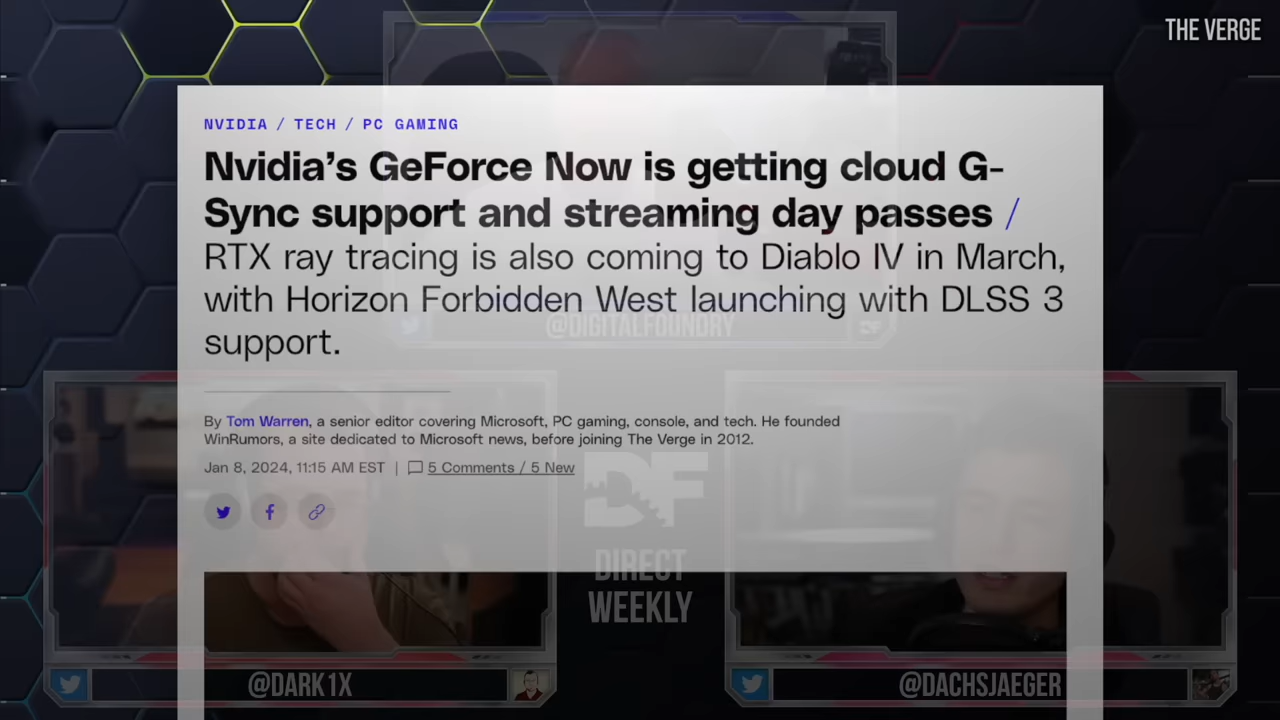 THE VERGE
NVIDIA / TECH / PC GAMING
Nvidia's GeForce Now is getting cloud G-
Sync support and streaming day passes /
RTX ray tracing is also coming to Diablo IV in March,
with Horizon Forbidden West launching with DLSS 3
support.
@DIGITALFOUNDRY
By Tom Warren, a senior editor covering Microsoft, PC gaming, console, and tech. He founded
WinRumors, a site dedicated to Microsoft news, before joining The Verge in 2012.
Jan 8, 2024, 11:15 AM EST | 5 Comments / 5 New
DF
DIRECT
WEEKLY
@DARK1X
@DACHSJAEGER